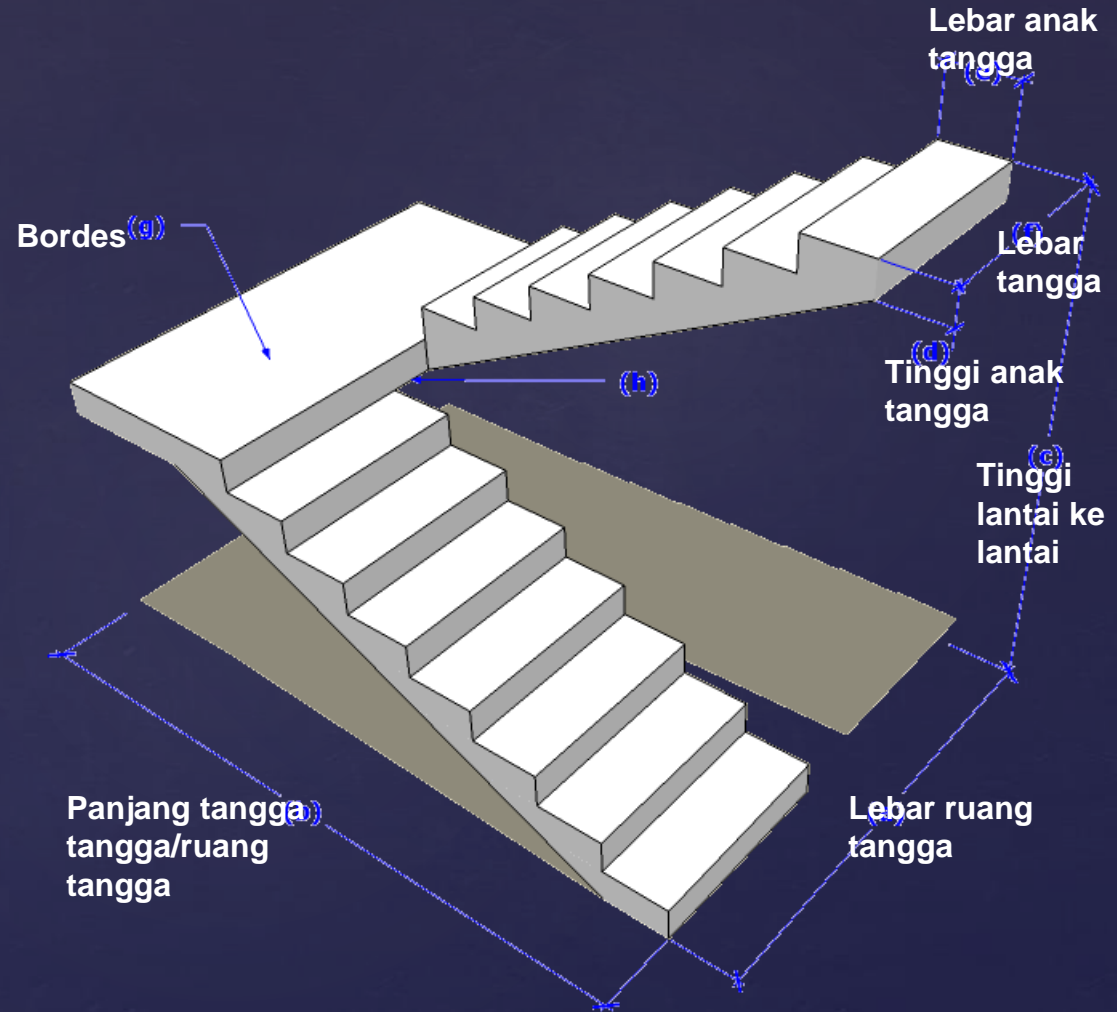 Lebar anak
tangga
(e)
Bordes
(g)
(f)
Lebar
tangga
(d)
Tinggi anak
tangga
(h)
(c)
Tinggi
lantai ke
lantai
Panjang tangga
tangga/ruang
tangga
Lebar ruang
tangga